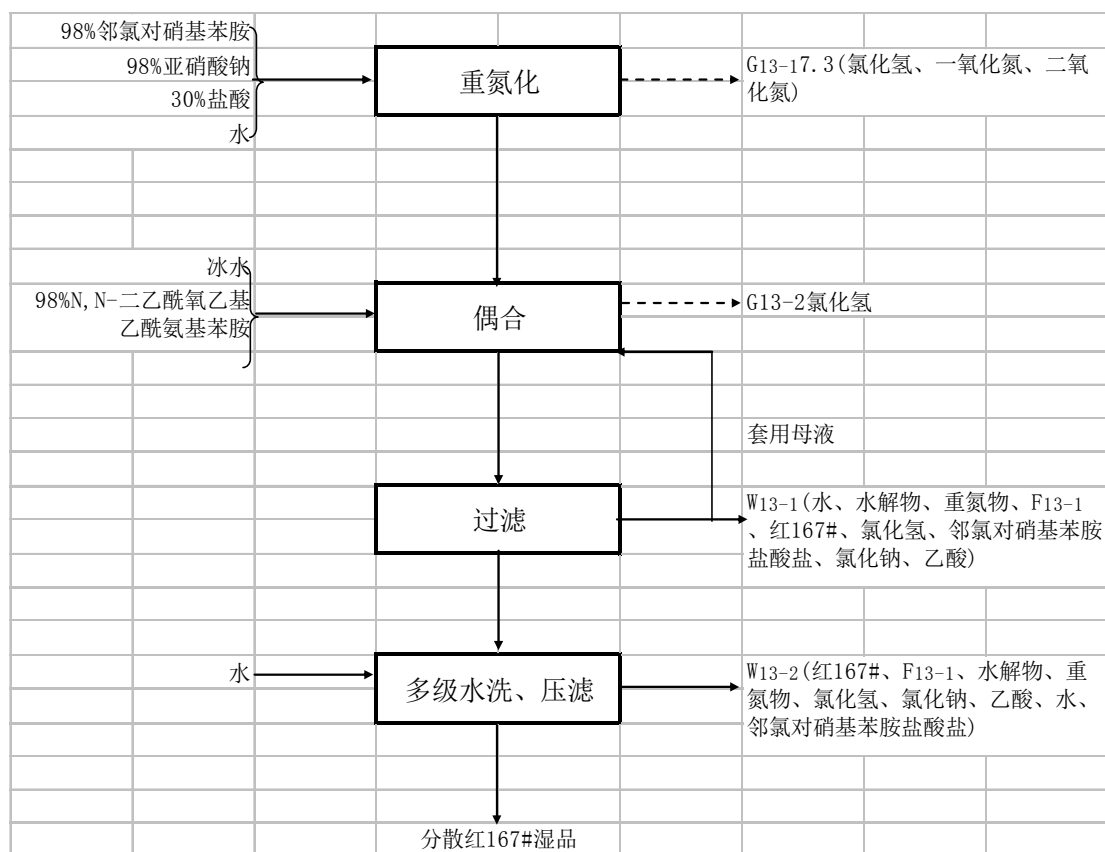 98%邻氯对硝基苯胺
98%亚硝酸钠
30%盐酸
水
重氮化
G13-17.3(氯化氢、一氧化氮、二氧
化氮)
冰水
98%N,N-二乙酰氧乙基
乙酰氨基苯胺
偶合
G13-2氯化氢
套用母液
过滤
W13-1(水、水解物、重氮物、F13-1
、红167#、氯化氢、邻氯对硝基苯胺
盐酸盐、氯化钠、乙酸)
水
多级水洗、压滤
W13-2(红167#、F13-1、水解物、重
氮物、氯化氢、氯化钠、乙酸、水、
邻氯对硝基苯胺盐酸盐)
分散红167#湿品